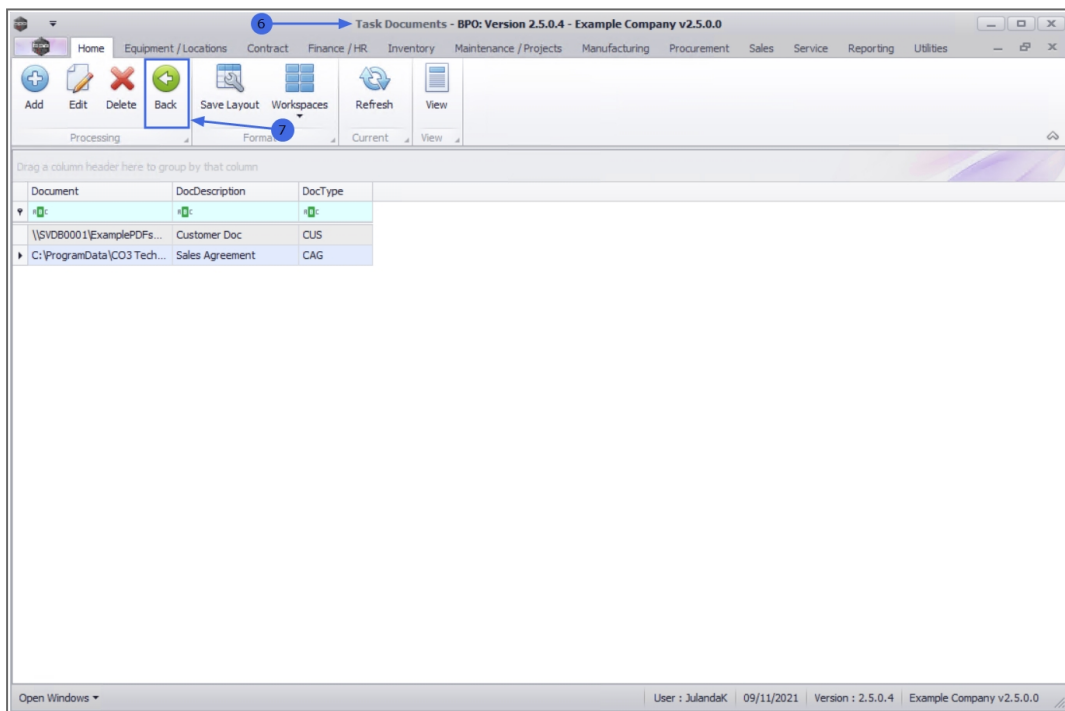 6
Task Documents - BPO: Version 2.5.0.4 - Example Company v2.5.0.0
Home Equipment / Locations Contract Finance / HR Inventory Maintenance / Projects Manufacturing Procurement Sales Service Reporting Utilities
Add Edit Delete Back Save Layout Workspaces Refresh View
7
Processing Format Current View
Drag a column header here to group by that column
Document DocDescription DocType
\\SVDB0001\ExamplePDFs... Customer Doc CUS
C:\ProgramData\CO3 Tech... Sales Agreement CAG
Open Windows User : JulandaK 09/11/2021 Version : 2.5.0.4 Example Company v2.5.0.0